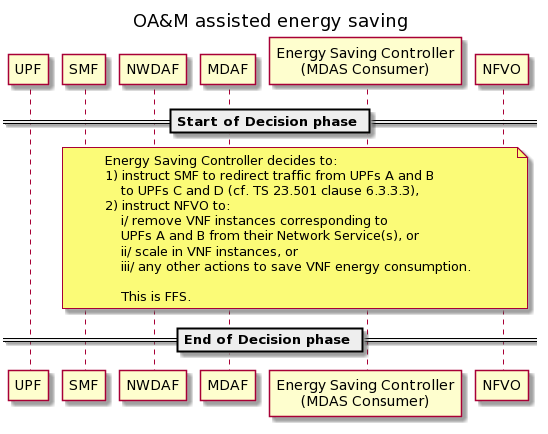 OA&M assisted energy saving
UPF
SMF
NWDAF
MDAF
Energy Saving Controller
(MDAS Consumer)
NFVO
Start of Decision phase
Energy Saving Controller decides to:
1) instruct SMF to redirect traffic from UPFs A and B
to UPFs C and D (cf. TS 23.501 clause 6.3.3.3),
2) instruct NFVO to:
i/ remove VNF instances corresponding to
UPFs A and B from their Network Service(s), or
ii/ scale in VNF instances, or
iii/ any other actions to save VNF energy consumption.
This is FFS.
End of Decision phase
UPF
SMF
NWDAF
MDAF
Energy Saving Controller
(MDAS Consumer)
NFVO